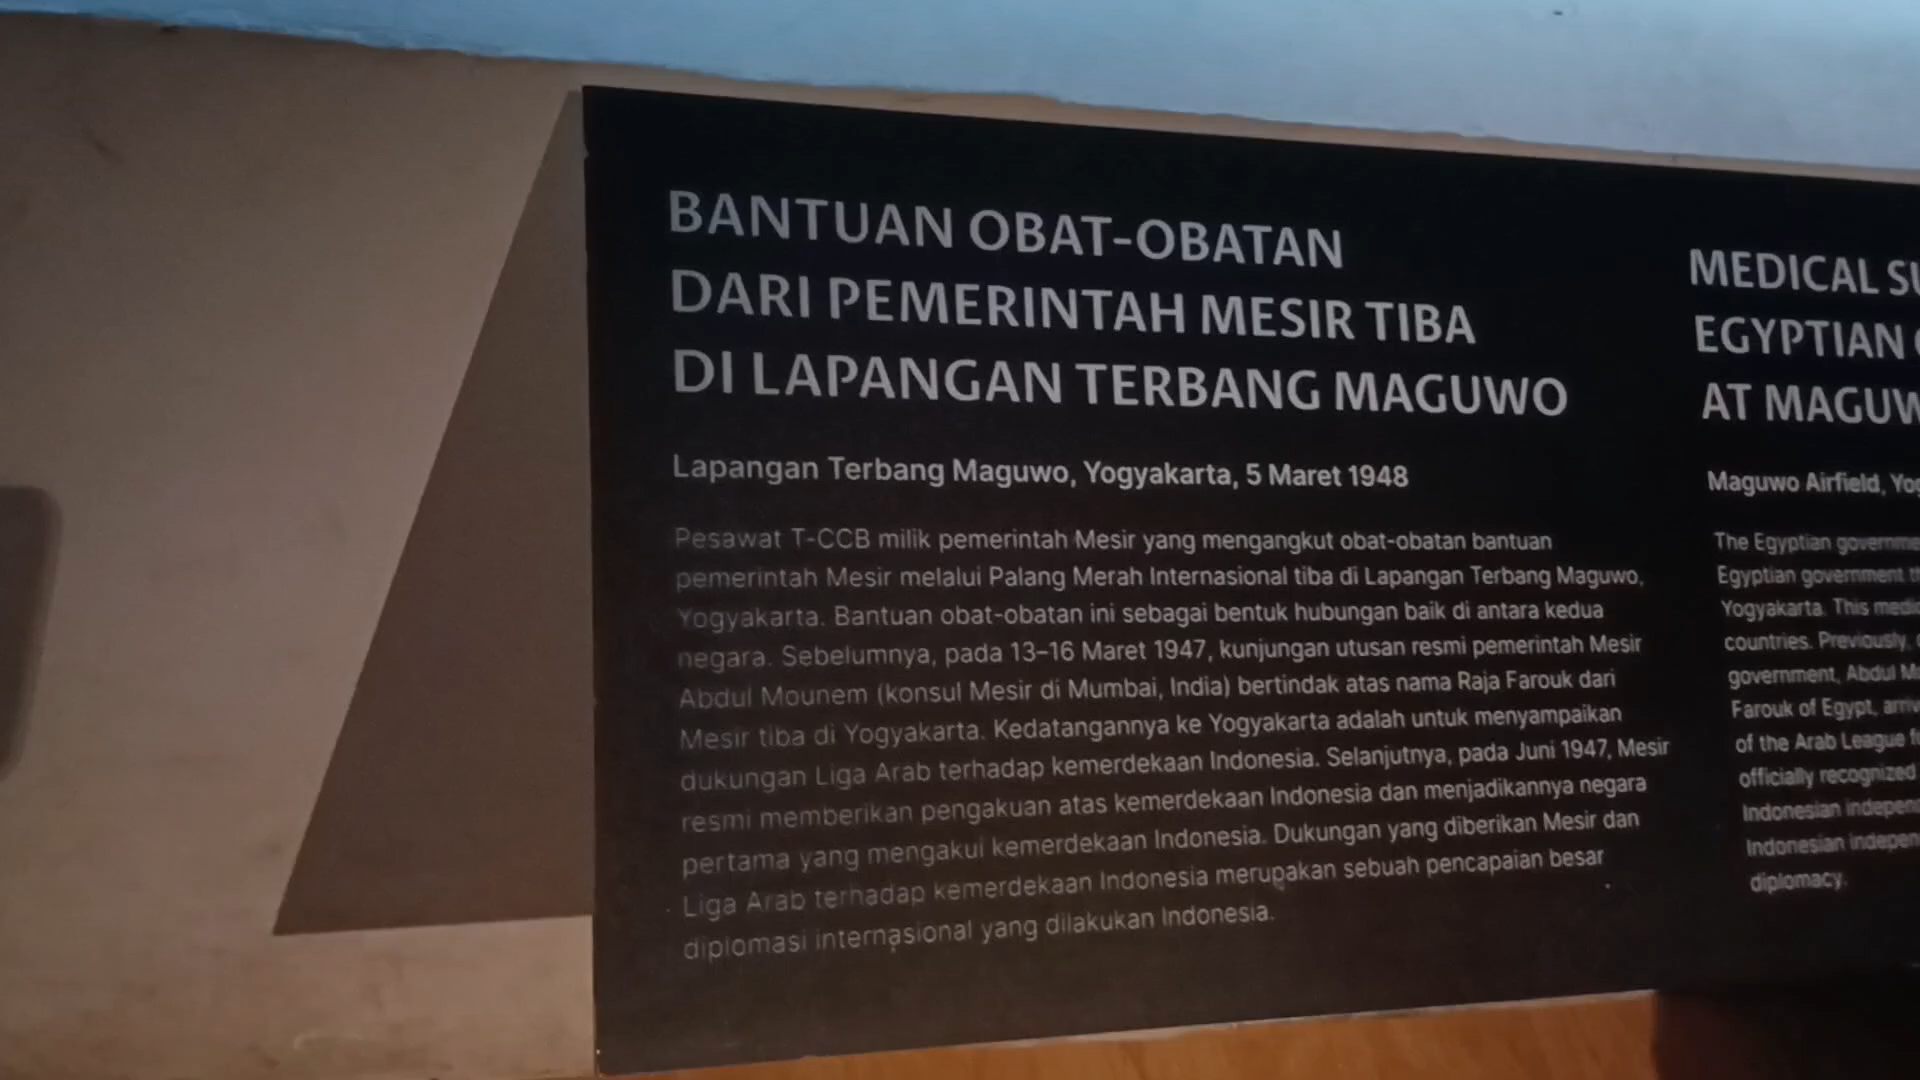 BANTUAN OBAT-OBATAN
DARI PEMERINTAH MESIR TIBA
DI LAPANGAN TERBANG MAGUWO
Lapangan Terbang Maguwo, Yogyakarta, 5 Maret 1948
Pesawat T-CCB milik pemerintah Mesir yang mengangkut obat-obatan bantuan
pemerintah Mesir melalui Palang Merah Internasional tiba di Lapangan Terbang Maguwo,
Yogyakarta. Bantuan obat-obatan ini sebagai bentuk hubungan baik di antara kedua
negara. Sebelumnya, pada 13–16 Maret 1947, kunjungan utusan resmi pemerintah Mesir
Abdul Mounem (konsul Mesir di Mumbai, India) bertindak atas nama Raja Farouk dari
Mesir tiba di Yogyakarta. Kedatangannya ke Yogyakarta adalah untuk menyampaikan
dukungan Liga Arab terhadap kemerdekaan Indonesia. Selanjutnya, pada Juni 1947, Mesir
resmi memberikan pengakuan atas kemerdekaan Indonesia dan menjadikannya negara
pertama yang mengakui kemerdekaan Indonesia. Dukungan yang diberikan Mesir dan
Liga Arab terhadap kemerdekaan Indonesia merupakan sebuah pencapaian besar
diplomasi internasional yang dilakukan Indonesia.
MEDICAL
EGYPTIAN
AT
Maguwo Airfield,
The Egyptian
Egyptian government
Yogyakarta. This
countries. Previously,
government, Abdul
Farouk of Egypt,
of the Arab League
officially recognized
Indonesian
Indonesian
diplomacy.